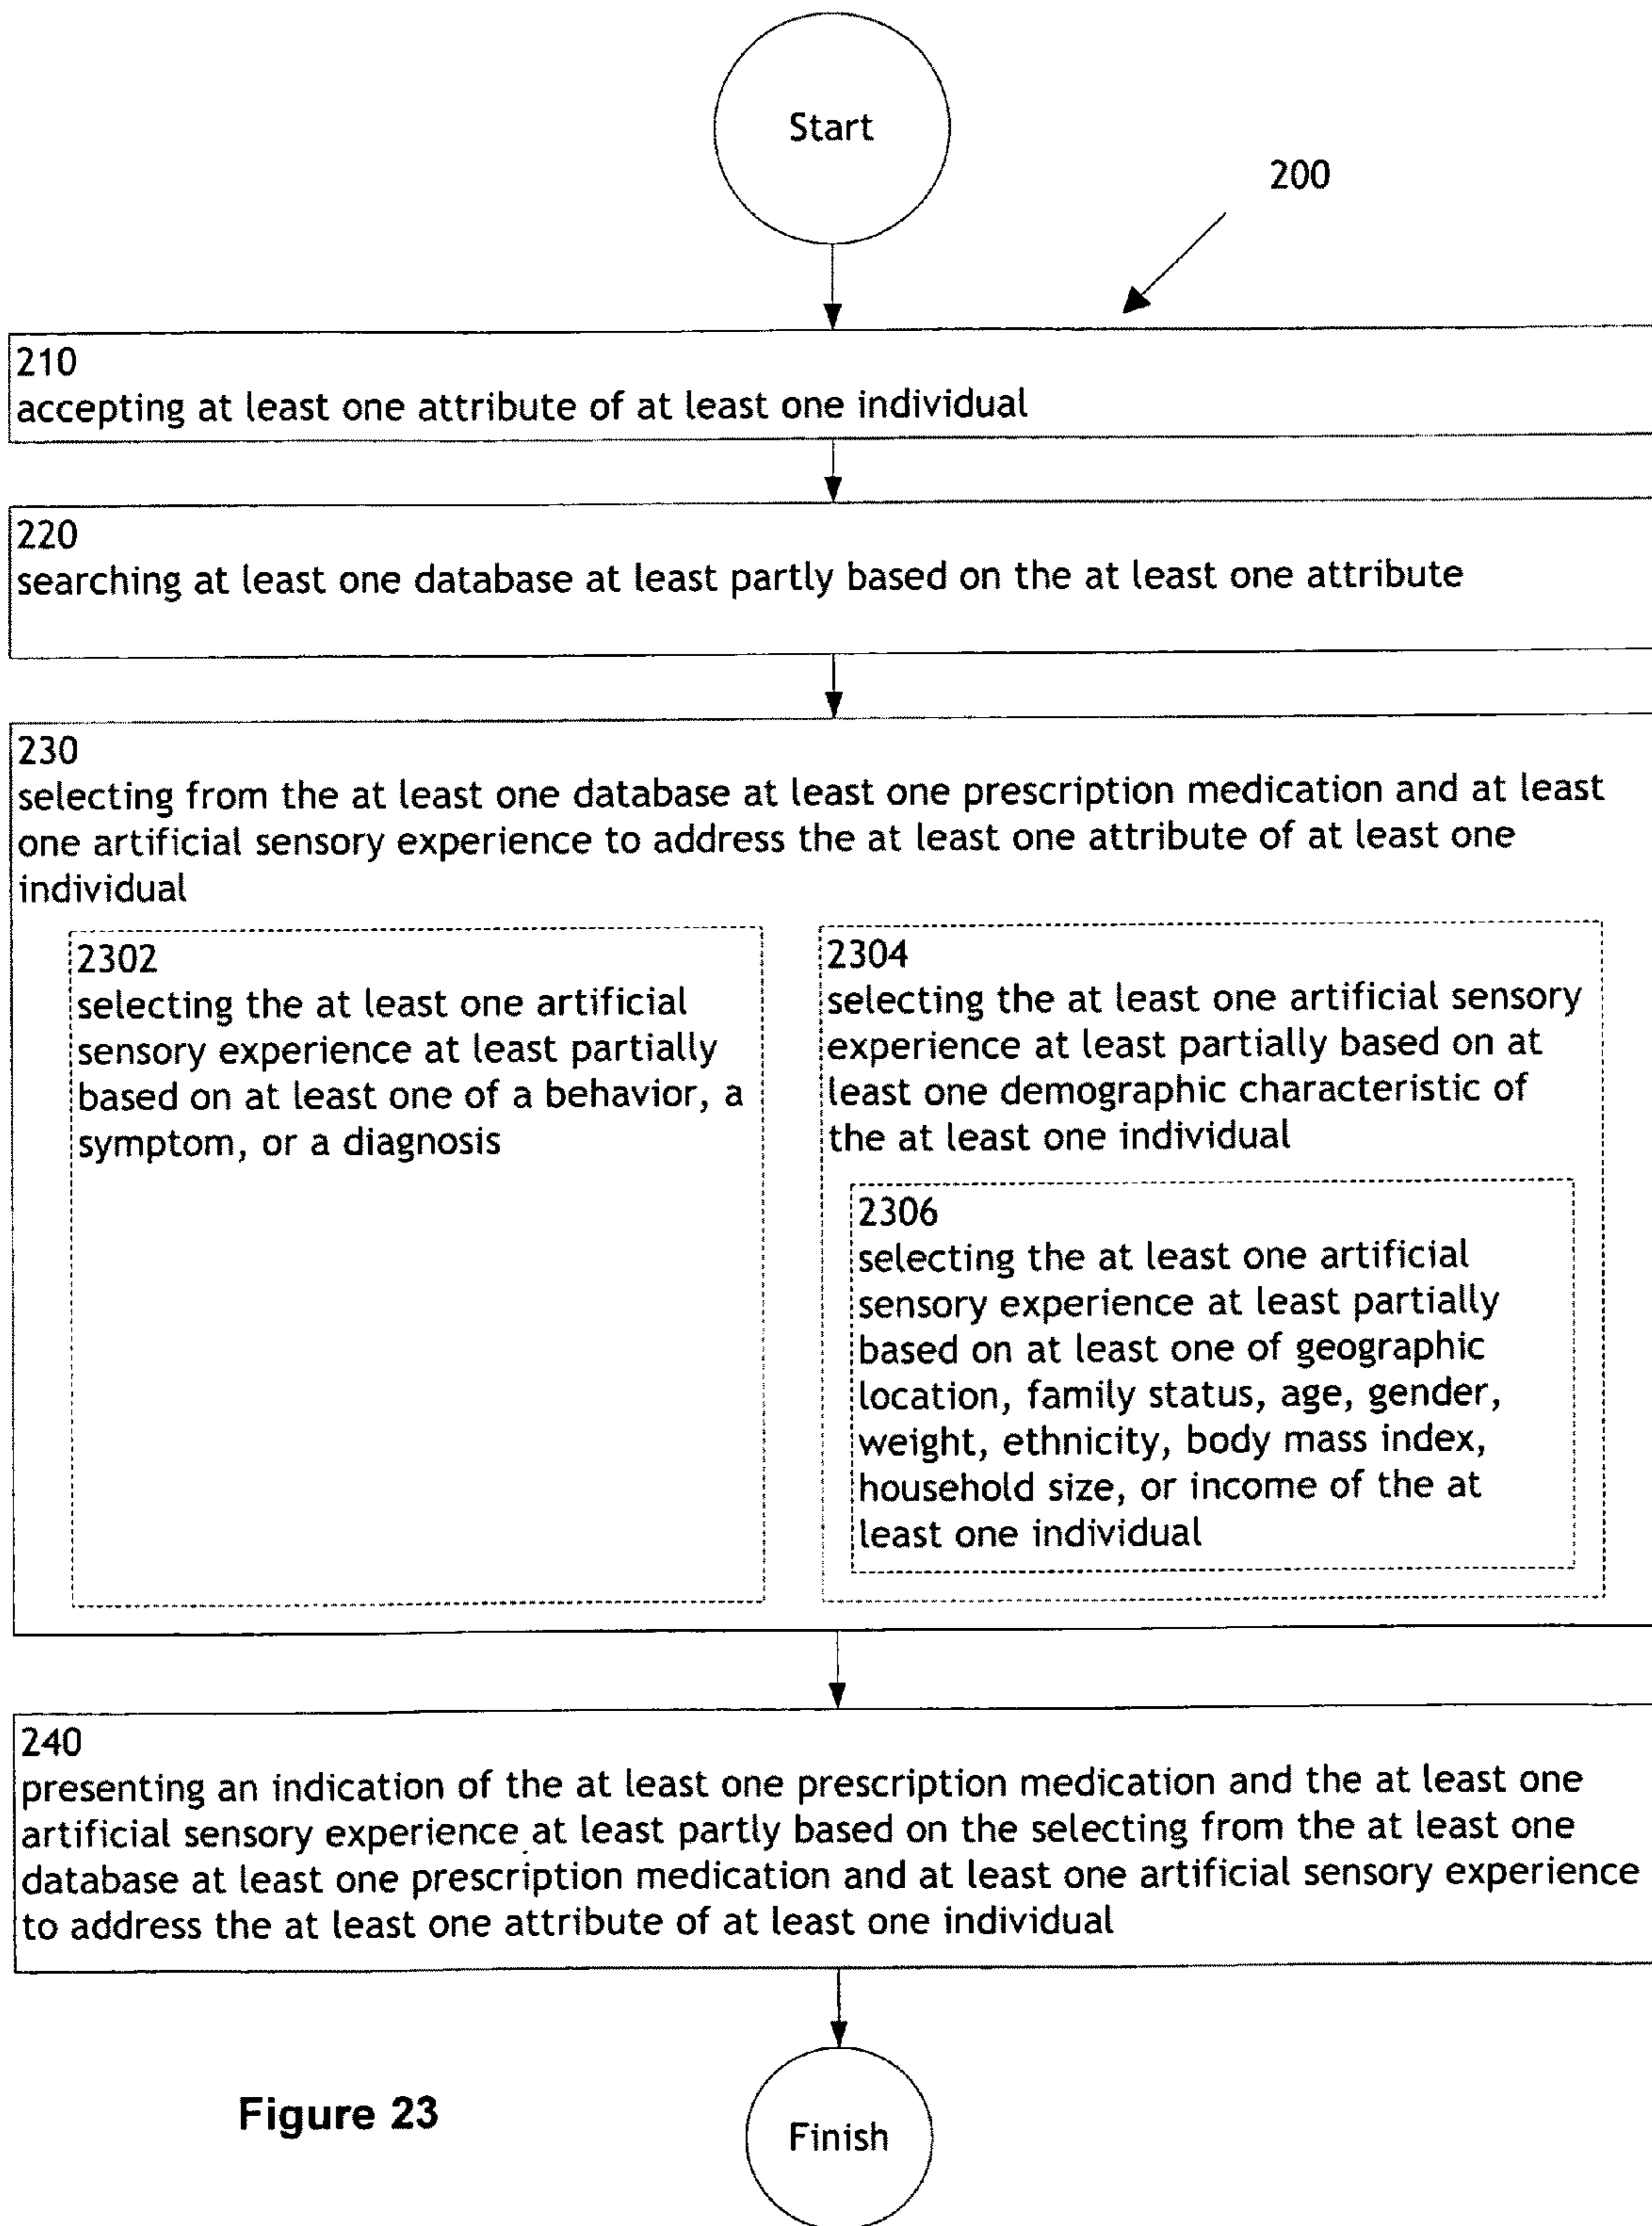 Start
200
210
accepting at least one attribute of at least one individual
220
searching at least one database at least partly based on the at least one attribute
230
selecting from the at least one database at least one prescription medication and at least
one artificial sensory experience to address the at least one attribute of at least one
individual
2302
selecting the at least one artificial
sensory experience at least partially
based on at least one of a behavior, a
symptom, or a diagnosis
2304
selecting the at least one artificial sensory
experience at least partially based on at
least one demographic characteristic of
the at least one individual
2306
selecting the at least one artificial
sensory experience at least partially
based on at least one of geographic
location, family status, age, gender,
weight, ethnicity, body mass index,
household size, or income of the at
least one individual
240
presenting an indication of the at least one prescription medication and the at least one
artificial sensory experience at least partly based on the selecting from the at least one
database at least one prescription medication and at least one artificial sensory experience
to address the at least one attribute of at least one individual
Figure 23
Finish